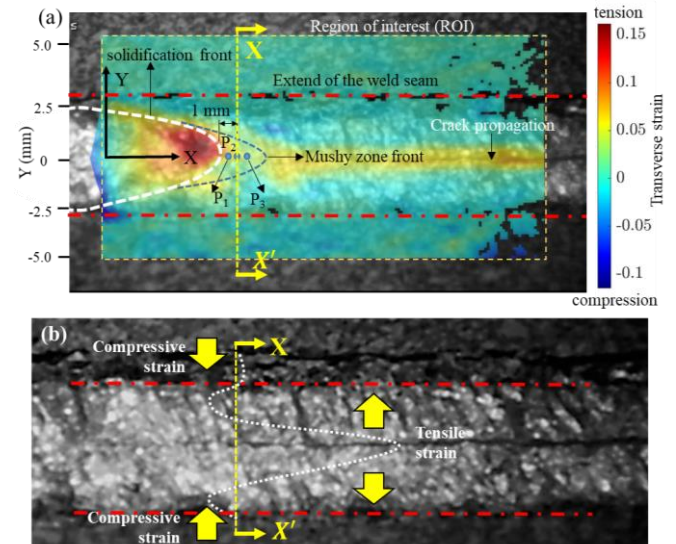 (a)
s
Region of interest (ROI)
tension
X
solidification front
Y
Extend of the weld seam
1 mm
Crack propagation
P2
X
Mushy zone front
P1
P3
X'
5.0
2.5
0
-2.5
-5.0
Y (mm)
0.15
0.1
0.05
0
-0.05
-0.1
Transverse strain
compression
(b)
Compressive
strain
X
Tensile
strain
Compressive
strain
X'